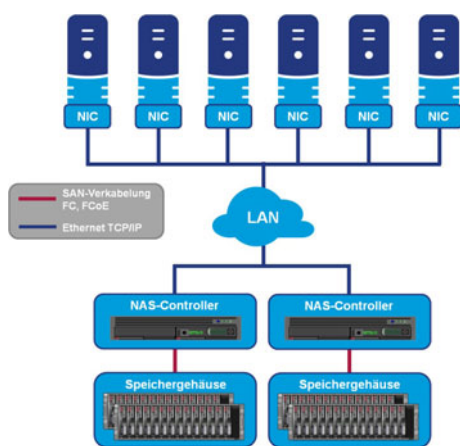 NIC NIC NIC NIC NIC NIC
SAN-Verkabelung
FC, FCoE
Ethernet TCP/IP
LAN
NAS-Controller NAS-Controller
Speichergehäuse Speichergehäuse